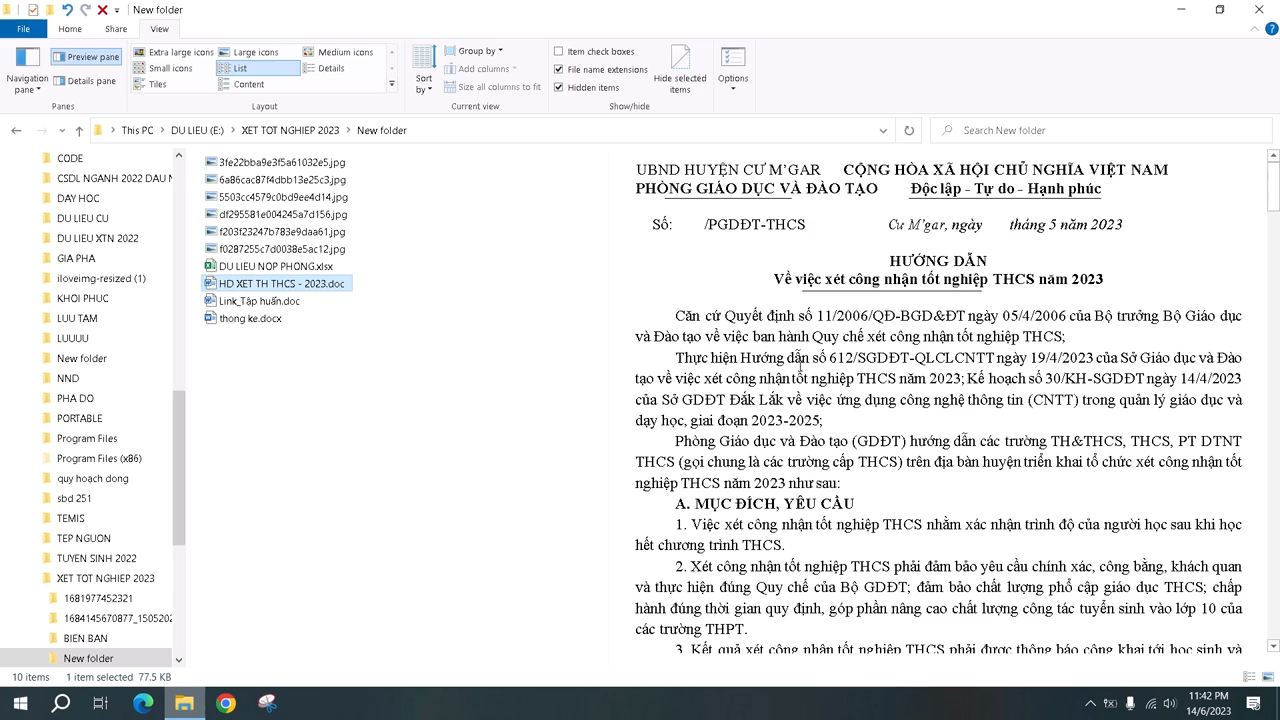 New folder
File Home Share View
Navigation pane
Preview pane
Details pane
Panes
Extra large icons Large icons Medium icons
Small icons List Details
Tiles Content
Layout
Sort by
Group by
Add columns
Size all columns to fit
Current view
Item check boxes
File name extensions
Hidden items
Hide selected items
Show/hide
Options
This PC DU LIEU (E:) XET TOT NGHIEP 2023 New folder
Search New folder
CODE
CSDL NGANH 2022 DAU N
DAY HOC
DU LIEU CU
DU LIEU XTN 2022
GIA PHA
iloveimg-resized (1)
KHOI PHUC
LUU TAM
LUUUU
New folder
NND
PHA DO
PORTABLE
Program Files
Program Files (x86)
quy hoạch dong
sbd 251
TEMIS
TEP NGUON
TUYEN SINH 2022
XET TOT NGHIEP 2023
1681977452321
1684145670877_1505202
BIEN BAN
New folder
3fe22bba9e3f5a61032e5.jpg
6a86cac87f4dbb13e25c3.jpg
5503cc4579c0bd9ee4d14.jpg
df295581e004245a7d156.jpg
f203f23247b783e9daa61.jpg
f0287255c7d0038e5ac12.jpg
DU LIEU NOP PHONG.xlsx
HD XET TH THCS - 2023.doc
Link_Tập huấn.doc
thong ke.docx
UBND HUYỆN CƯ M’GAR CỘNG HÒA XÃ HỘI CHỦ NGHĨA VIỆT NAM
PHÒNG GIÁO DỤC VÀ ĐÀO TẠO Độc lập - Tự do - Hạnh phúc
Số: /PGDĐT-THCS Cư M’gar, ngày tháng 5 năm 2023
HƯỚNG DẪN
Về việc xét công nhận tốt nghiệp THCS năm 2023
Căn cứ Quyết định số 11/2006/QĐ-BGD&ĐT ngày 05/4/2006 của Bộ trưởng Bộ Giáo dục
và Đào tạo về việc ban hành Quy chế xét công nhận tốt nghiệp THCS;
Thực hiện Hướng dẫn số 612/SGDĐT-QLCLCNTT ngày 19/4/2023 của Sở Giáo dục và Đào
tạo về việc xét công nhận tốt nghiệp THCS năm 2023; Kế hoạch số 30/KH-SGDĐT ngày 14/4/2023
của Sở GDĐT Đắk Lắk về việc ứng dụng công nghệ thông tin (CNTT) trong quản lý giáo dục và
dạy học, giai đoạn 2023-2025;
Phòng Giáo dục và Đào tạo (GDĐT) hướng dẫn các trường TH&THCS, THCS, PT DTNT
THCS (gọi chung là các trường cấp THCS) trên địa bàn huyện triển khai tổ chức xét công nhận tốt
nghiệp THCS năm 2023 như sau:
A. MỤC ĐÍCH, YÊU CẦU
1. Việc xét công nhận tốt nghiệp THCS nhằm xác nhận trình độ của người học sau khi học
hết chương trình THCS.
2. Xét công nhận tốt nghiệp THCS phải đảm bảo yêu cầu chính xác, công bằng, khách quan
và thực hiện đúng Quy chế của Bộ GDĐT; đảm bảo chất lượng phổ cập giáo dục THCS; chấp
hành đúng thời gian quy định, góp phần nâng cao chất lượng công tác tuyển sinh vào lớp 10 của
các trường THPT.
3. Kết quả xét công nhận tốt nghiệp THCS phải được thông báo công khai tới học sinh và
10 items 1 item selected 77.5 KB
11:42 PM
14/6/2023